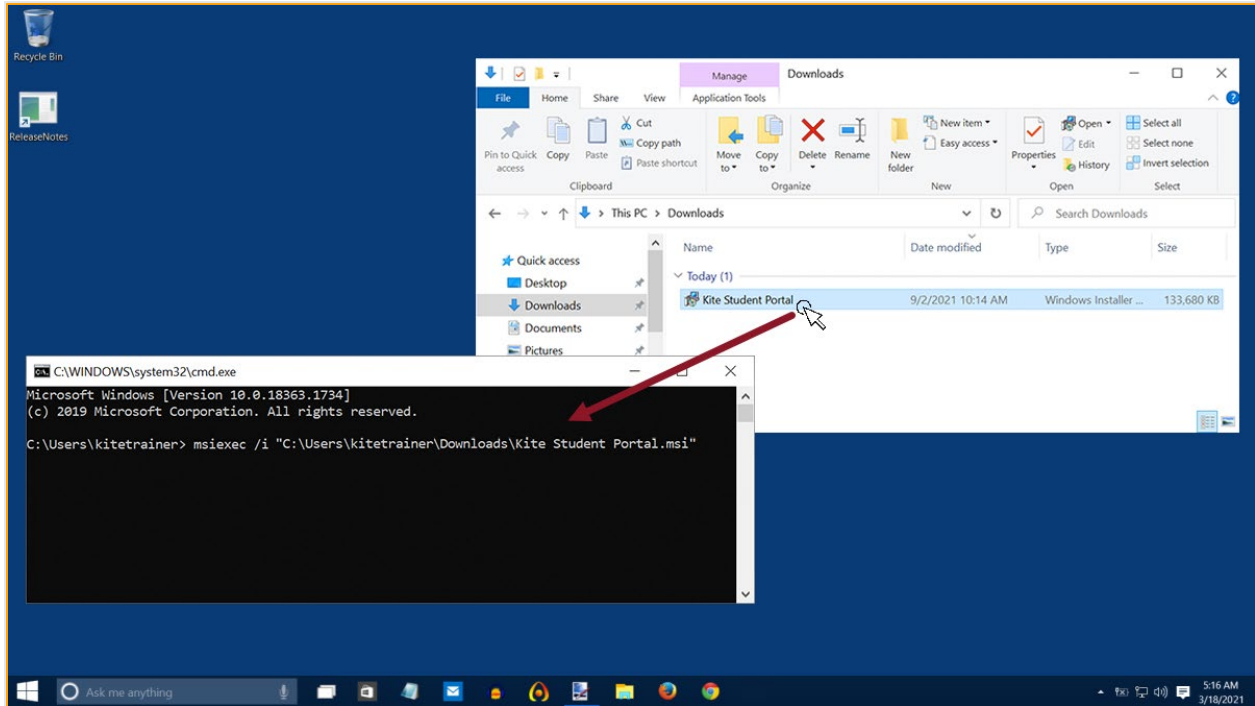 Recycle Bin
ReleaseNotes
Manage
Downloads
File
Home
Share
View
Application Tools
Pin to Quick access
Copy
Paste
Cut
Copy path
Paste shortcut
Clipboard
Move to
Copy to
Delete
Rename
Organize
New folder
New item
Easy access
New
Properties
Open
Edit
History
Open
Select all
Select none
Invert selection
Select
This PC > Downloads
Search Downloads
Quick access
Desktop
Downloads
Documents
Pictures
Name
Date modified
Type
Size
Today (1)
Kite Student Portal
9/2/2021 10:14 AM
Windows Installer ...
133,680 KB
C:\WINDOWS\system32\cmd.exe
Microsoft Windows [Version 10.0.18363.1734]
(c) 2019 Microsoft Corporation. All rights reserved.
C:\Users\kitetrainer> msiexec /i "C:\Users\kitetrainer\Downloads\Kite Student Portal.msi"
Ask me anything
5:16 AM
3/18/2021